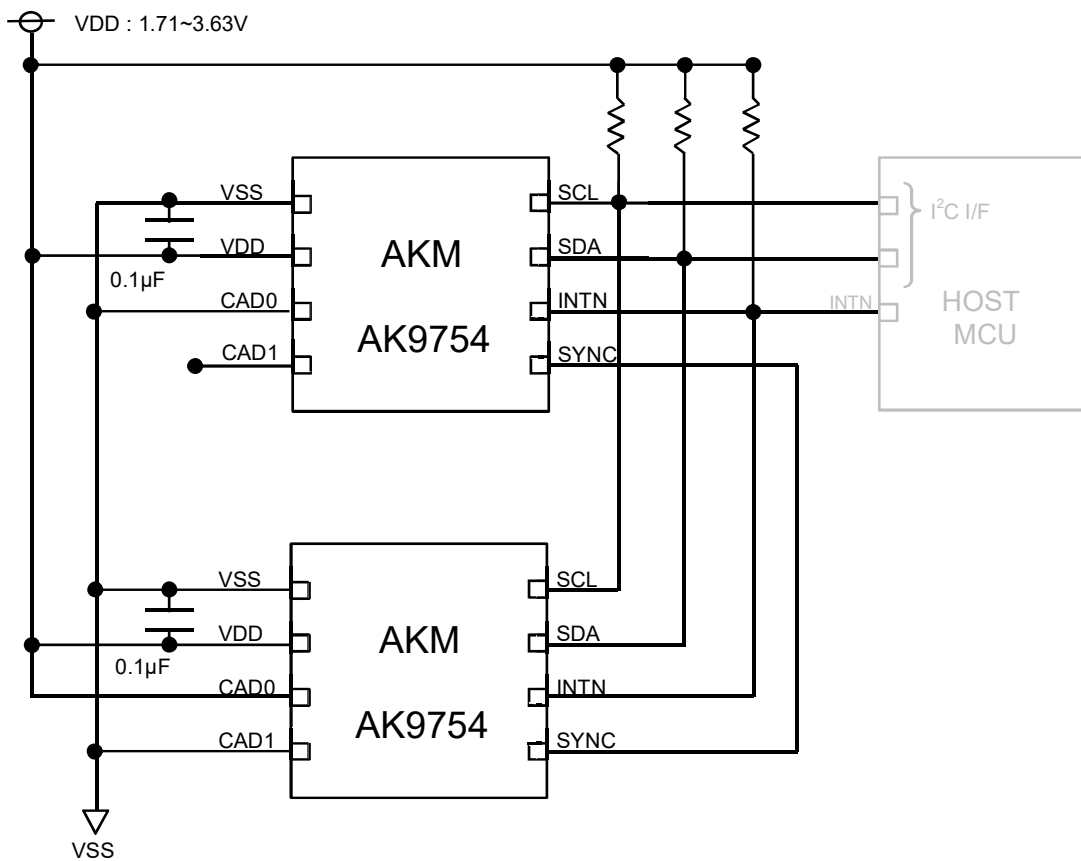 VDD : 1.71~3.63V
VSS
VDD
0.1µF
CAD0
CAD1
AKM
AK9754
SCL
SDA
INTN
SYNC
I²C I/F
INTN
HOST
MCU
VSS
VDD
0.1µF
CAD0
CAD1
AKM
AK9754
SCL
SDA
INTN
SYNC
VSS